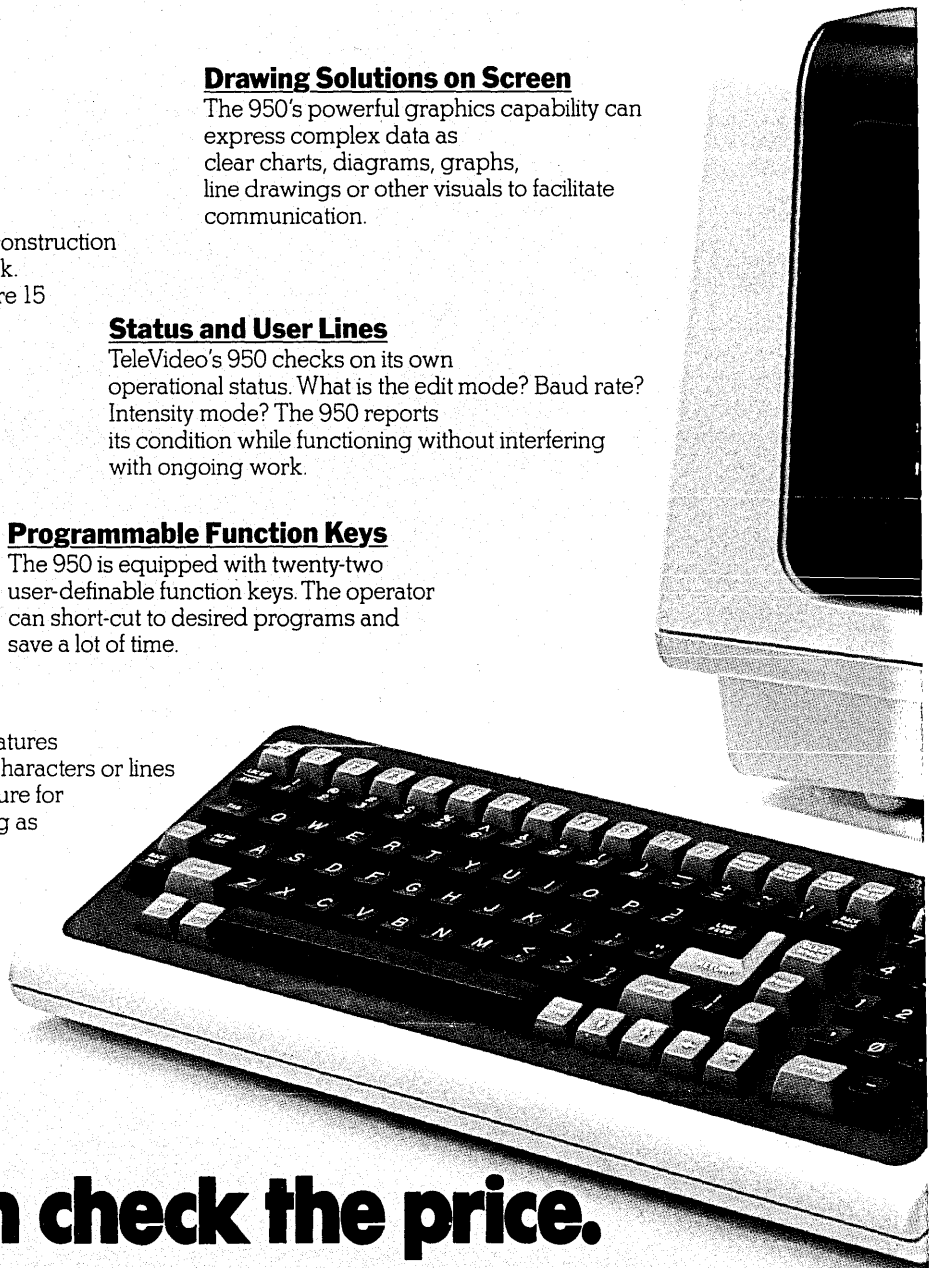 Drawing Solutions on Screen
The 950's powerful graphics capability can
express complex data as
clear charts, diagrams, graphs,
line drawings or other visuals to facilitate
communication.
onstruction
k.
re 15
Status and User Lines
TeleVideo's 950 checks on its own
operational status. What is the edit mode? Baud rate?
Intensity mode? The 950 reports
its condition while functioning without interfering
with ongoing work.
Programmable Function Keys
The 950 is equipped with twenty-two
user-definable function keys. The operator
can short-cut to desired programs and
save a lot of time.
atures
haracters or lines
ure for
g as
Q W E R T Y U I O P
A S D F G H J K L
Z X C V B N M < > ?
7
4
1 2
0
n check the price.